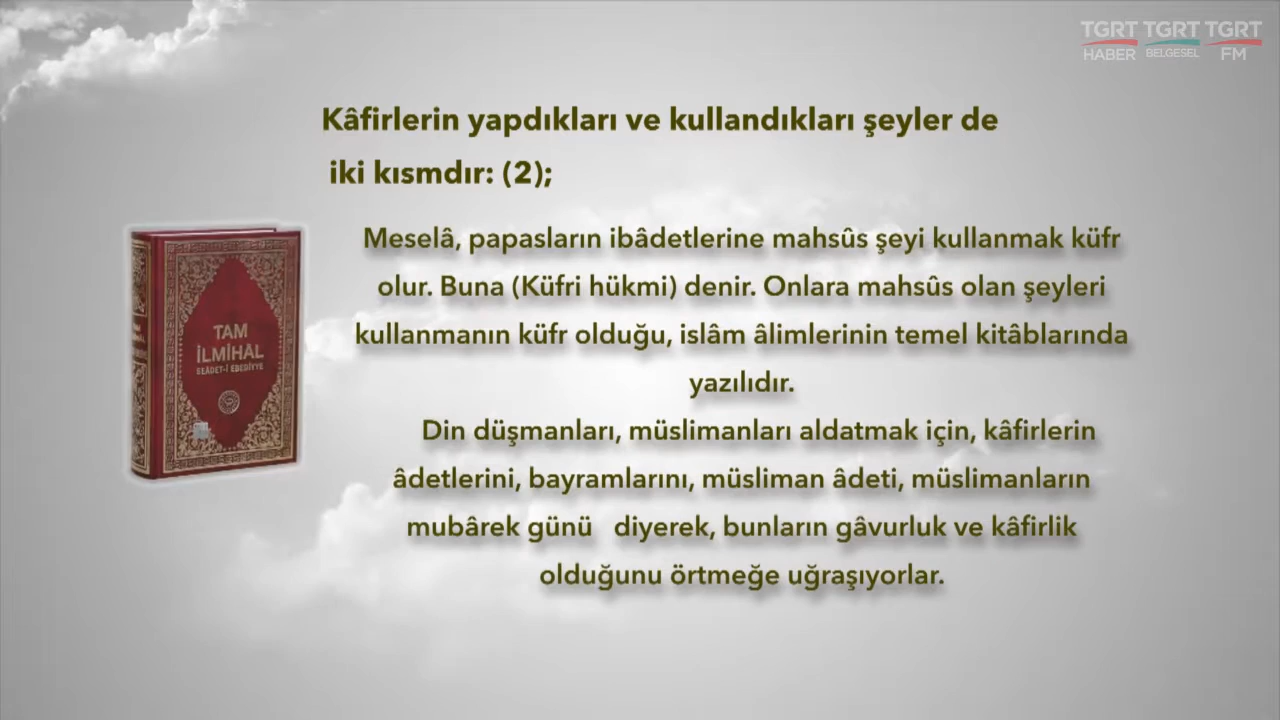 TGRT TGRT TGRT
HABER BELGESEL FM
Kâfirlerin yapdıkları ve kullandıkları şeyler de
iki kısmdır: (2);
Meselâ, papasların ibâdetlerine mahsûs şeyi kullanmak küfr
olur. Buna (Küfri hükmi) denir. Onlara mahsûs olan şeyleri
kullanmanın küfr olduğu, islâm âlimlerinin temel kitâblarında
yazılıdır.
Din düşmanları, müslimanları aldatmak için, kâfirlerin
âdetlerini, bayramlarını, müsliman âdeti, müslimanların
mubârek günü diyerek, bunların gâvurluk ve kâfirlik
olduğunu örtmeğe uğraşıyorlar.
TAM
İLMİHAL
SEÂDET-İ EBEDİYYE